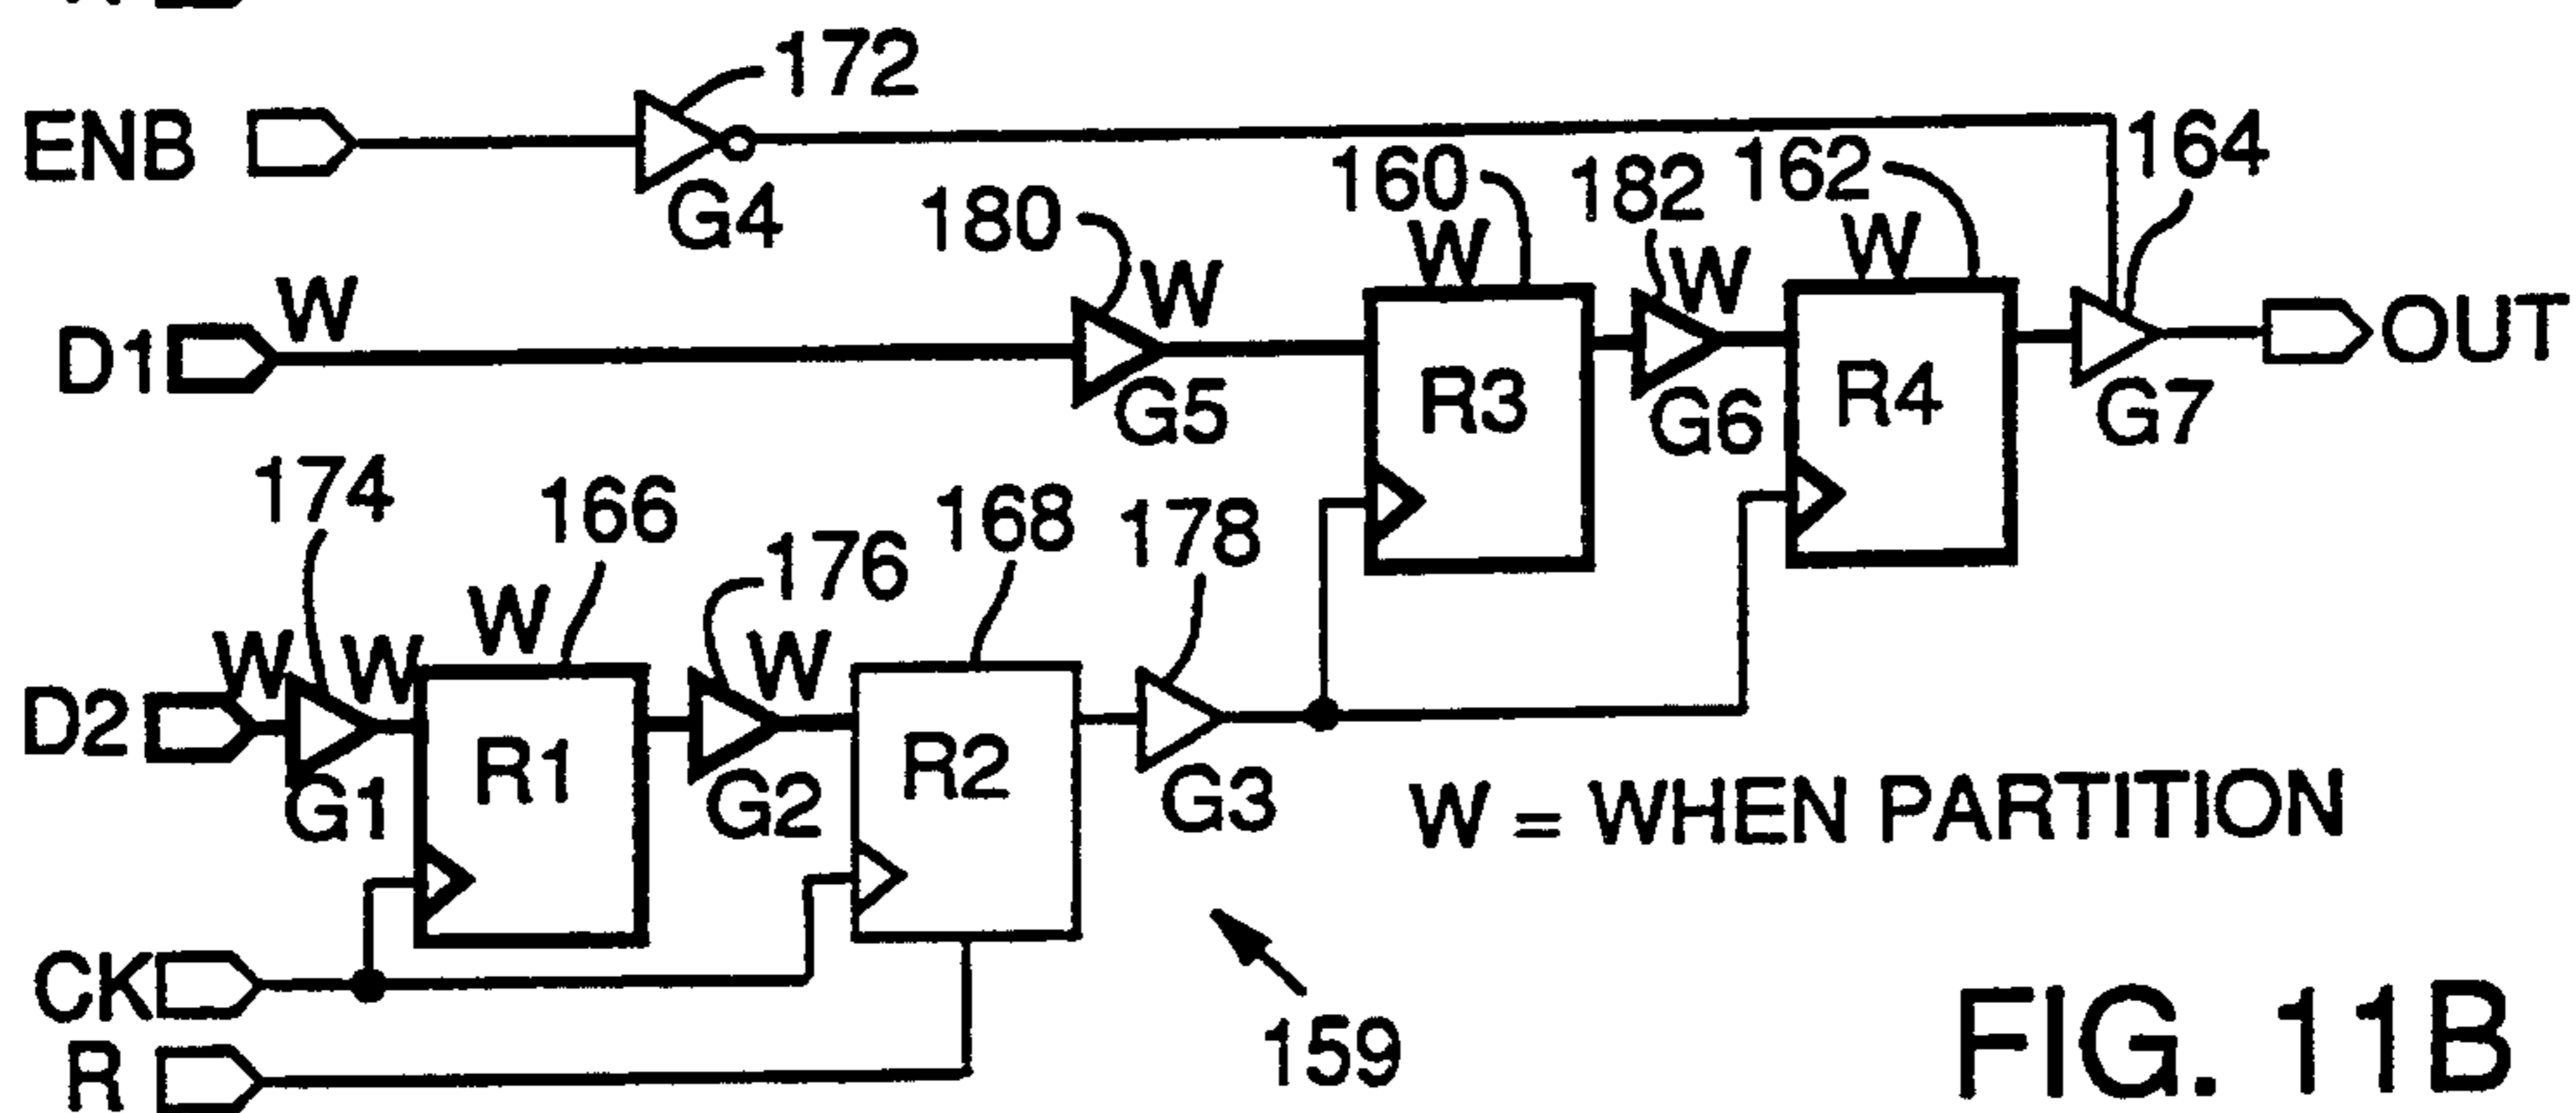 172
ENB
G4
180
160
182
162
164
W
W
W
W
W
D1
G5
R3
G6
R4
G7
OUT
174
166
176
168
178
W
W
W
W
D2
G1
R1
G2
R2
G3
W = WHEN PARTITION
CK
R
159
FIG. 11B